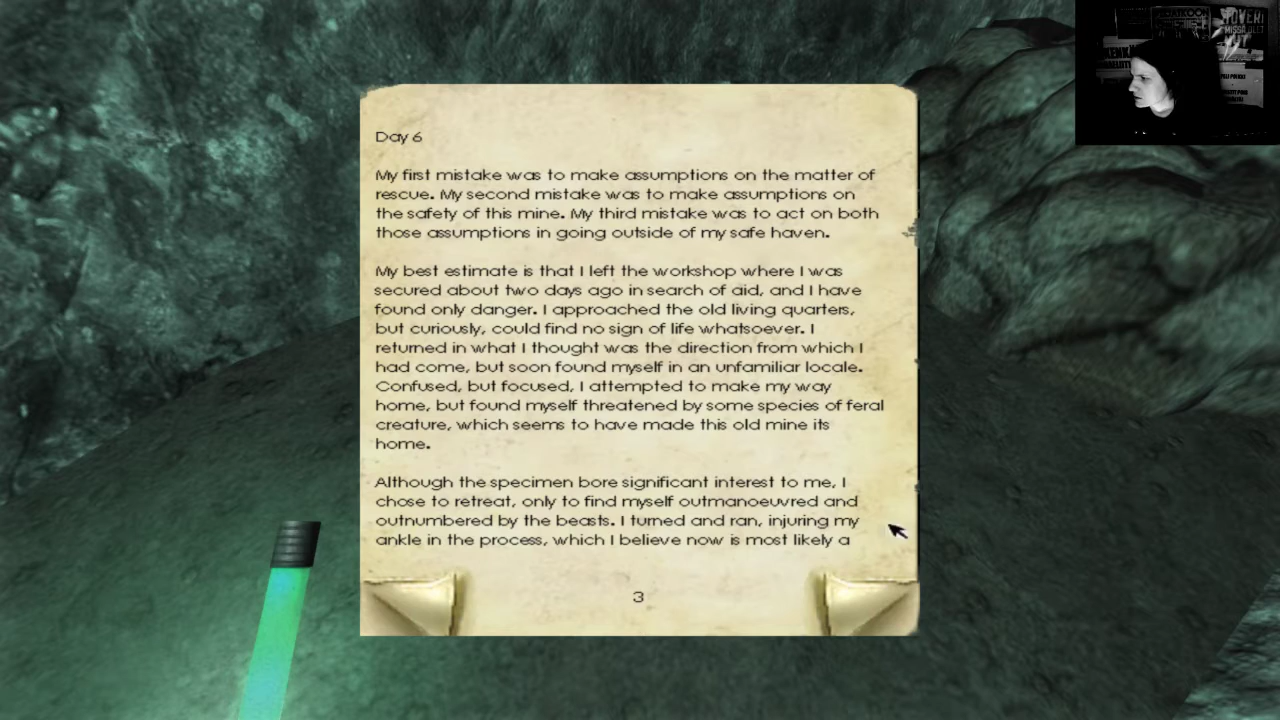 Day 6
My first mistake was to make assumptions on the matter of
rescue. My second mistake was to make assumptions on
the safety of this mine. My third mistake was to act on both
those assumptions in going outside of my safe haven.
My best estimate is that I left the workshop where I was
secured about two days ago in search of aid, and I have
found only danger. I approached the old living quarters,
but curiously, could find no sign of life whatsoever. I
returned in what I thought was the direction from which I
had come, but soon found myself in an unfamiliar locale.
Confused, but focused, I attempted to make my way
home, but found myself threatened by some species of feral
creature, which seems to have made this old mine its
home.
Although the specimen bore significant interest to me, I
chose to retreat, only to find myself outmanoeuvred and
outnumbered by the beasts. I turned and ran, injuring my
ankle in the process, which I believe now is most likely a
3